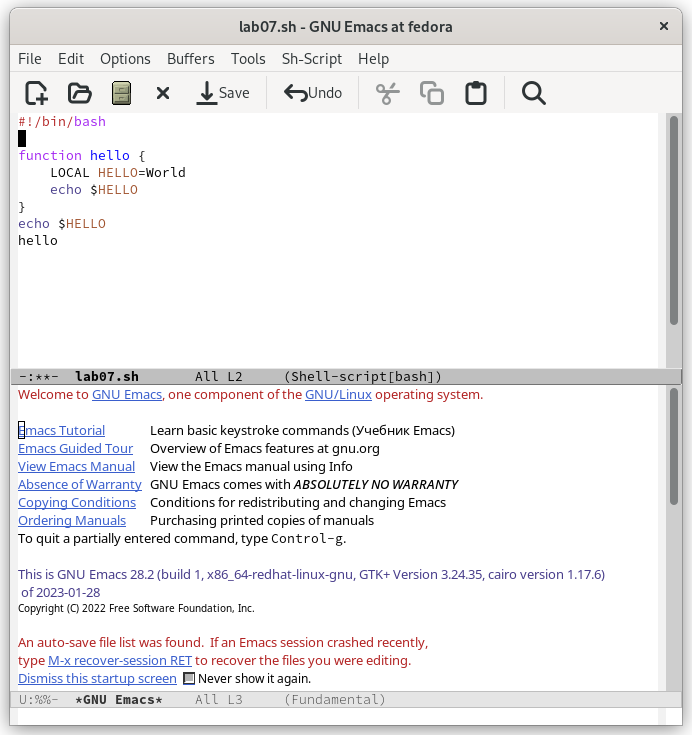 lab07.sh - GNU Emacs at fedora
File Edit Options Buffers Tools Sh-Script Help
Save Undo
#!/bin/bash
function hello {
    LOCAL HELLO=World
    echo $HELLO
}
echo $HELLO
hello
-:**-  lab07.sh       All L2     (Shell-script[bash])
Welcome to GNU Emacs, one component of the GNU/Linux operating system.
Emacs Tutorial Learn basic keystroke commands (Учебник Emacs)
Emacs Guided Tour Overview of Emacs features at gnu.org
View Emacs Manual View the Emacs manual using Info
Absence of Warranty GNU Emacs comes with ABSOLUTELY NO WARRANTY
Copying Conditions Conditions for redistributing and changing Emacs
Ordering Manuals Purchasing printed copies of manuals
To quit a partially entered command, type Control-g.
This is GNU Emacs 28.2 (build 1, x86_64-redhat-linux-gnu, GTK+ Version 3.24.35, cairo version 1.17.6)
of 2023-01-28
Copyright (C) 2022 Free Software Foundation, Inc.
An auto-save file list was found.  If an Emacs session crashed recently,
type M-x recover-session RET to recover the files you were editing.
Dismiss this startup screen Never show it again.
U:%%-  *GNU Emacs*    All L3     (Fundamental)